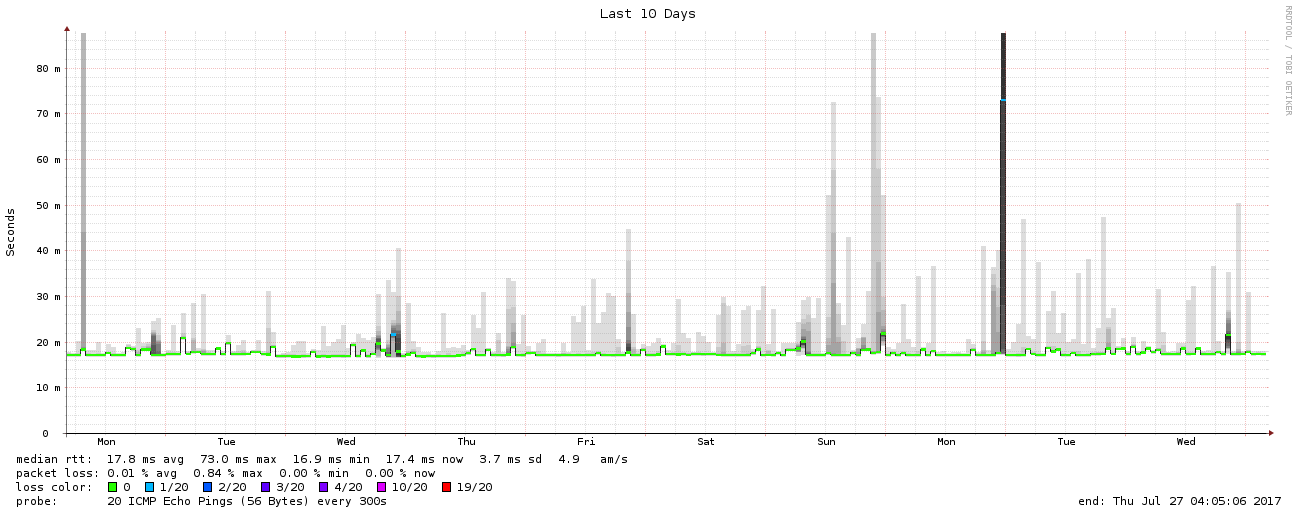 Last 10 Days
RRDTOOL / TOBI OETIKER
Seconds
80 m
70 m
60 m
50 m
40 m
30 m
20 m
10 m
0
Mon Tue Wed Thu Fri Sat Sun Mon Tue Wed
median rtt: 17.8 ms avg 73.0 ms max 16.9 ms min 17.4 ms now 3.7 ms sd 4.9 am/s
packet loss: 0.01 % avg 0.84 % max 0.00 % min 0.00 % now
loss color: 0 1/20 2/20 3/20 4/20 10/20 19/20
probe: 20 ICMP Echo Pings (56 Bytes) every 300s end: Thu Jul 27 04:05:06 2017